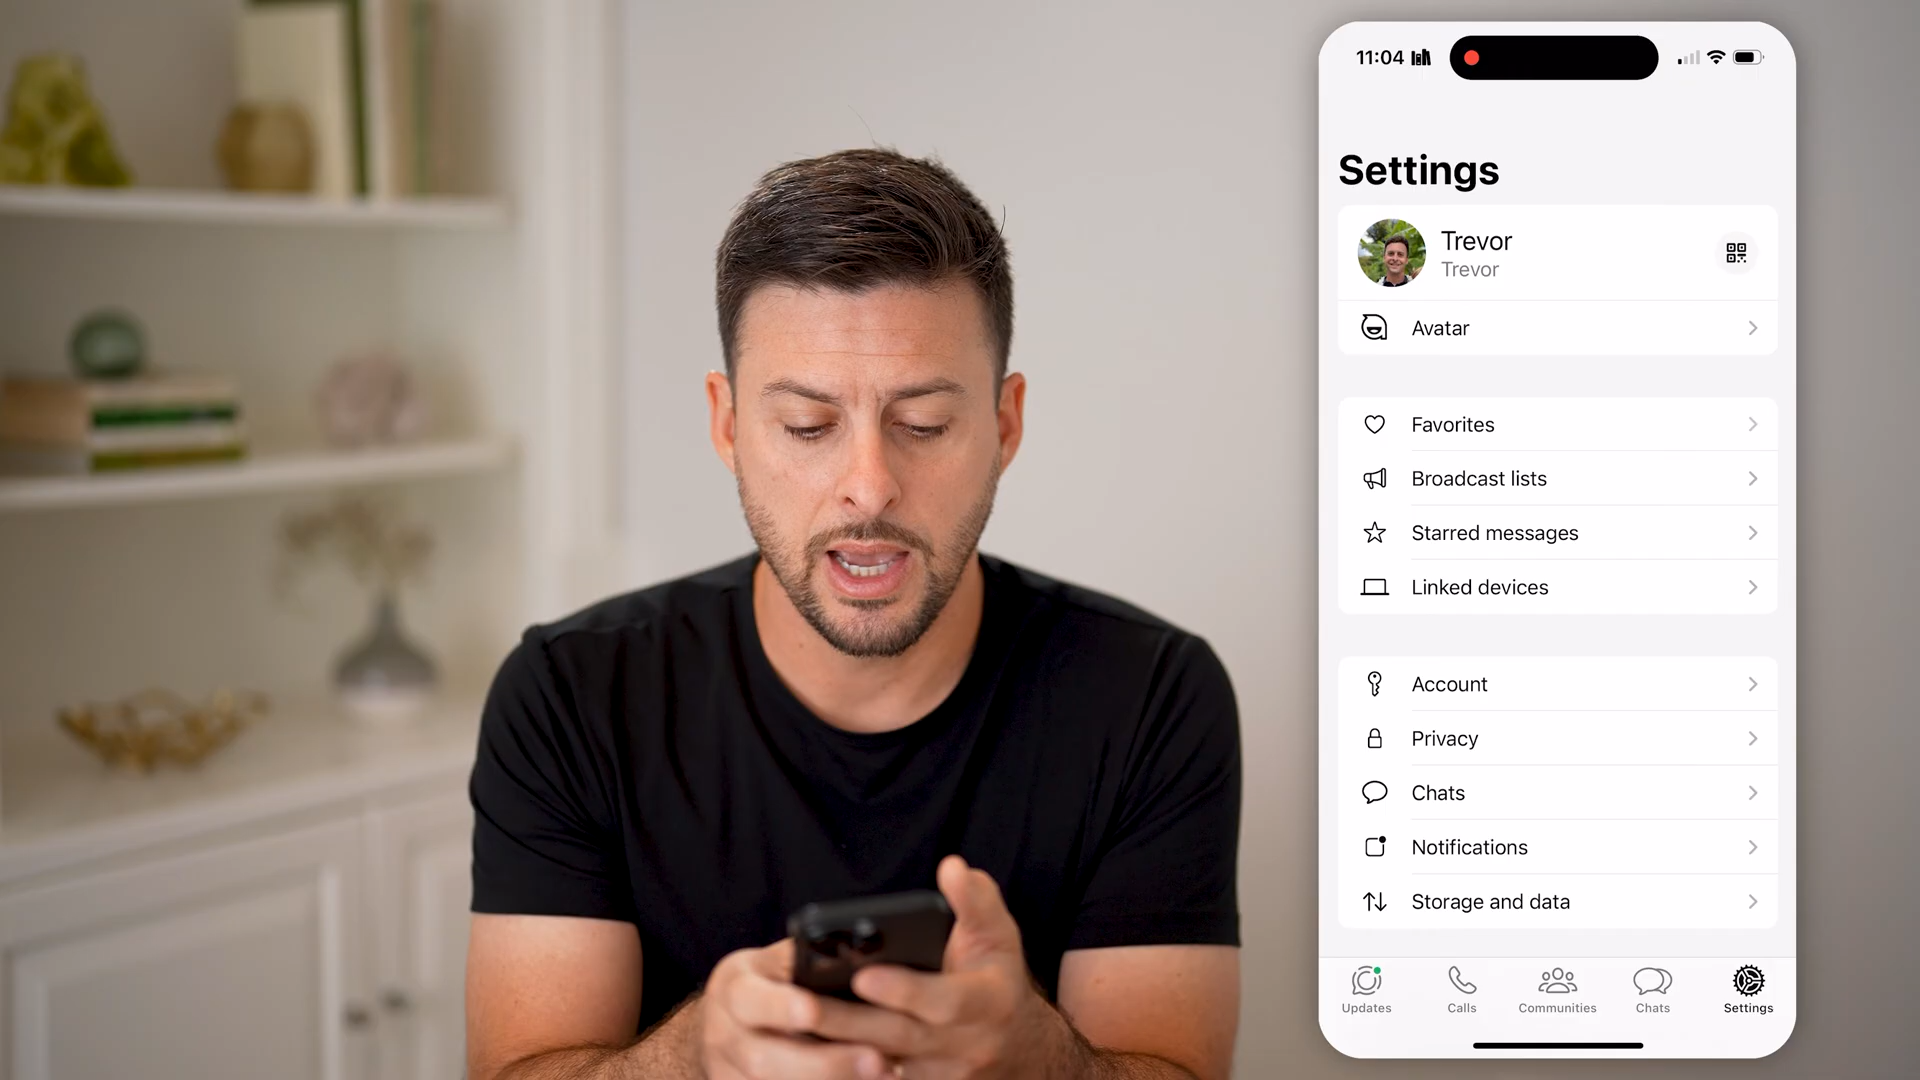 11:04
Settings
Trevor
Trevor
Avatar
Favorites
Broadcast lists
Starred messages
Linked devices
Account
Privacy
Chats
Notifications
Storage and data
Updates
Calls
Communities
Chats
Settings